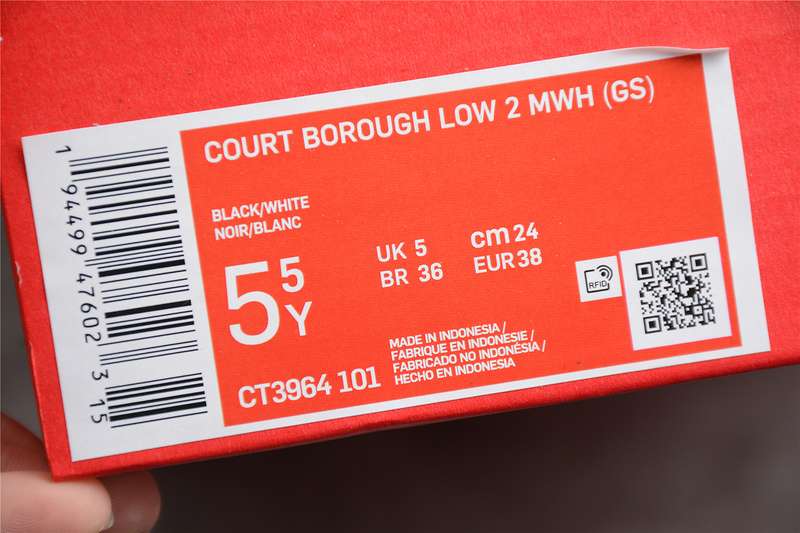 COURT BOROUGH LOW 2 MWH (GS)
BLACK/WHITE
NOIR/BLANC
5 5 Y
UK 5
BR 36
cm 24
EUR 38
RFID
CT3964 101
MADE IN INDONESIA /
FABRIQUE EN INDONESIE /
FABRICADO NO INDONÉSIA /
HECHO EN INDONESIA
1 94499 47602 3 15